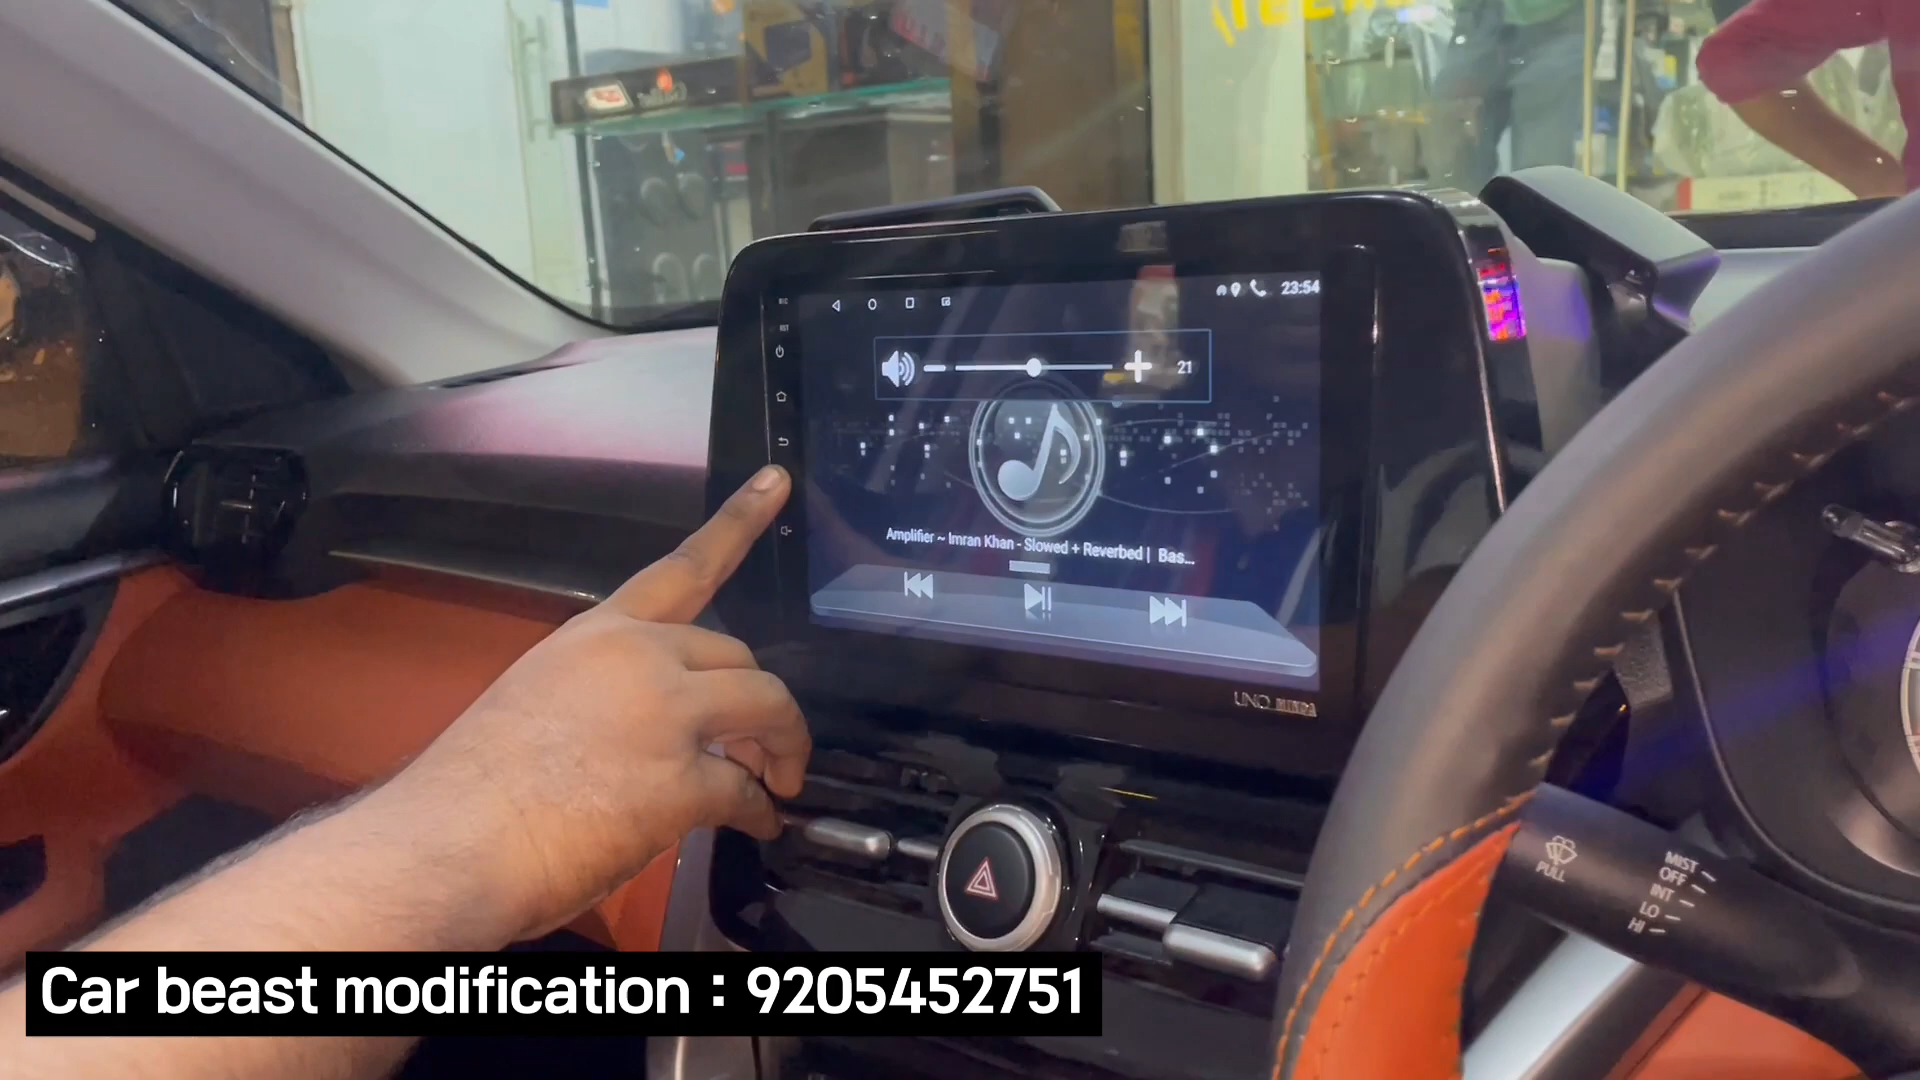 23:54
RST
21
Amplifier ~ Imran Khan - Slowed + Reverbed | Bas...
UNO
PULL
MIST
OFF
INT
LO
HI
Car beast modification : 9205452751